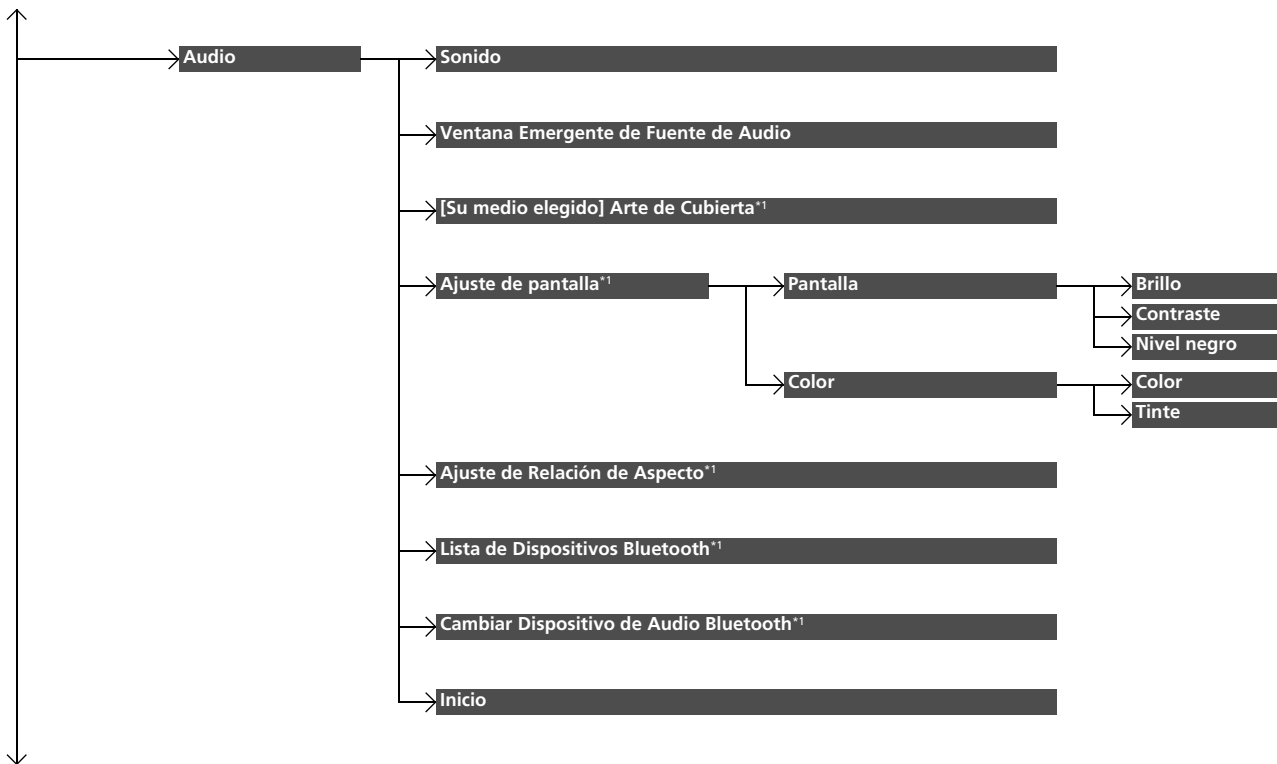 Audio
Sonido
Ventana Emergente de Fuente de Audio
[Su medio elegido] Arte de Cubierta*1
Ajuste de pantalla*1
Pantalla
Brillo
Contraste
Nivel negro
Color
Color
Tinte
Ajuste de Relación de Aspecto*1
Lista de Dispositivos Bluetooth*1
Cambiar Dispositivo de Audio Bluetooth*1
Inicio